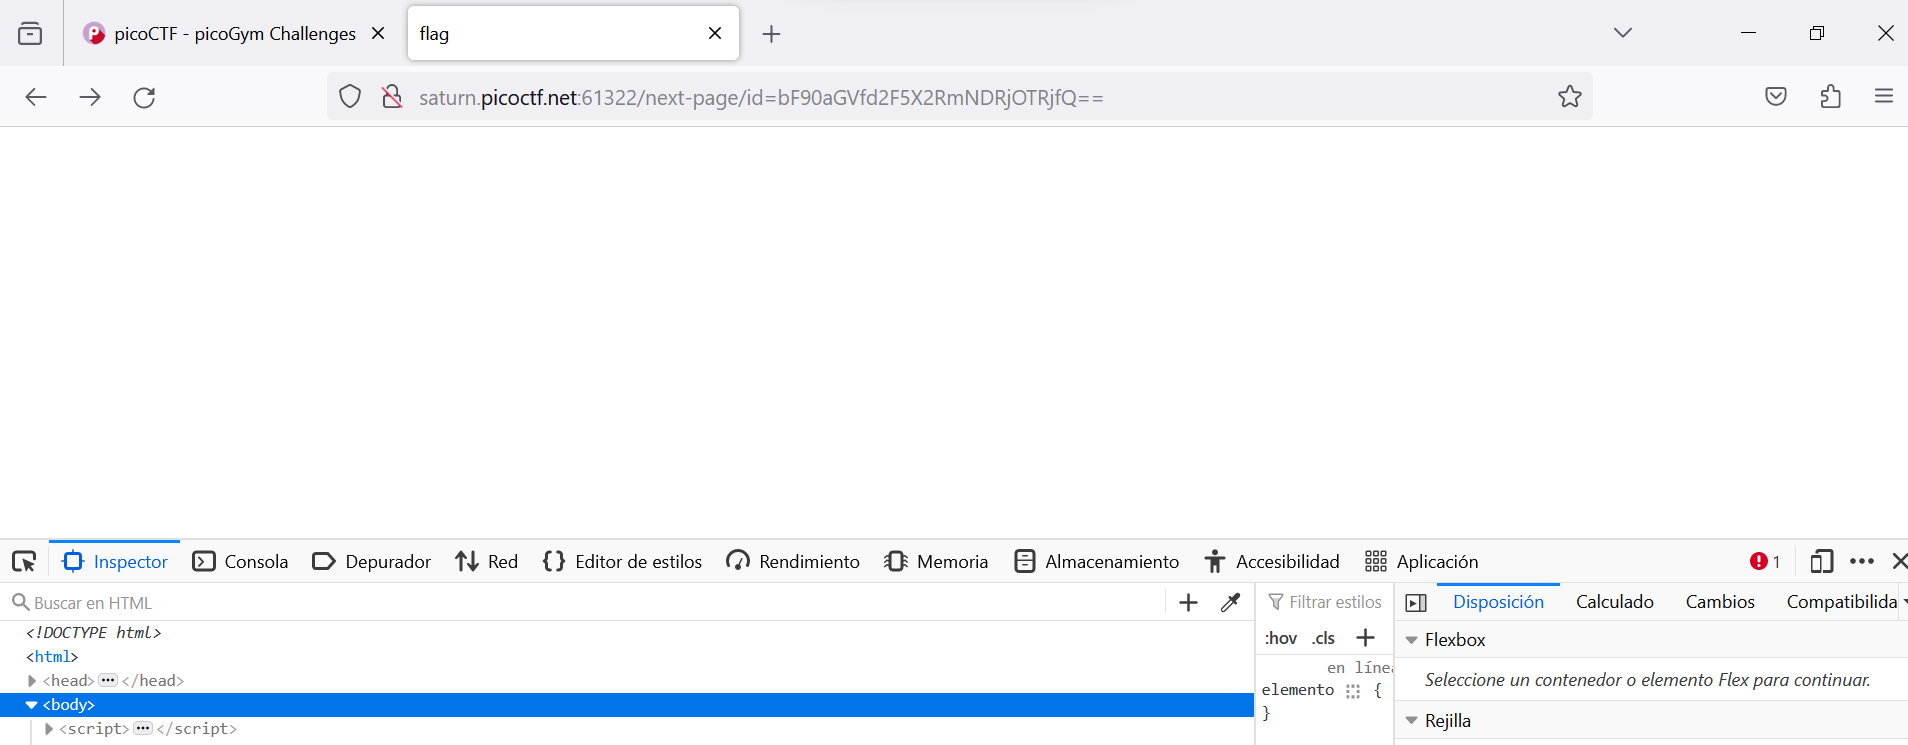 picoCTF - picoGym Challenges
flag
saturn.picoctf.net:61322/next-page/id=bF90aGVfd2F5X2RmNDRjOTRjfQ==
Inspector Consola Depurador Red Editor de estilos Rendimiento Memoria Almacenamiento Accesibilidad Aplicación 1
Buscar en HTML
Filtrar estilos
Disposición Calculado Cambios Compatibilida
<!DOCTYPE html>
<html>
<head> ••• </head>
<body>
<script> ••• </script>
:hov .cls
en línea
elemento {
}
Flexbox
Seleccione un contenedor o elemento Flex para continuar.
Rejilla